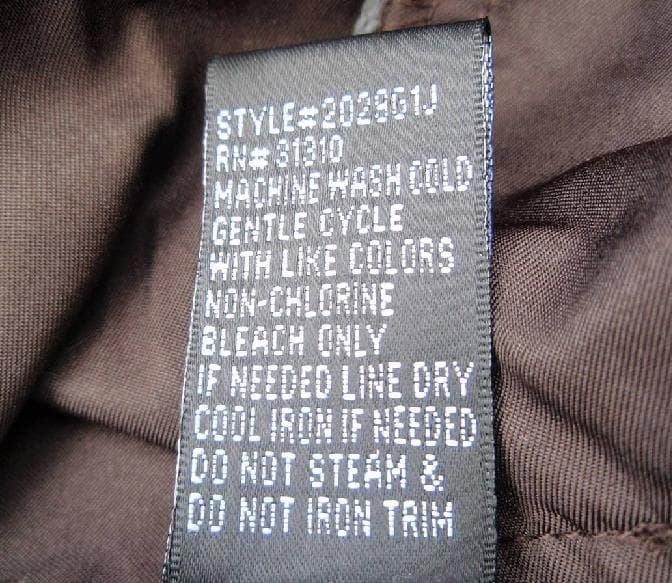 STYLE#202861J
RN#31310
MACHINE WASH COLD
GENTLE CYCLE
WITH LIKE COLORS
NON-CHLORINE
BLEACH ONLY
IF NEEDED LINE DRY
COOL IRON IF NEEDED
DO NOT STEAM &
DO NOT IRON TRIM